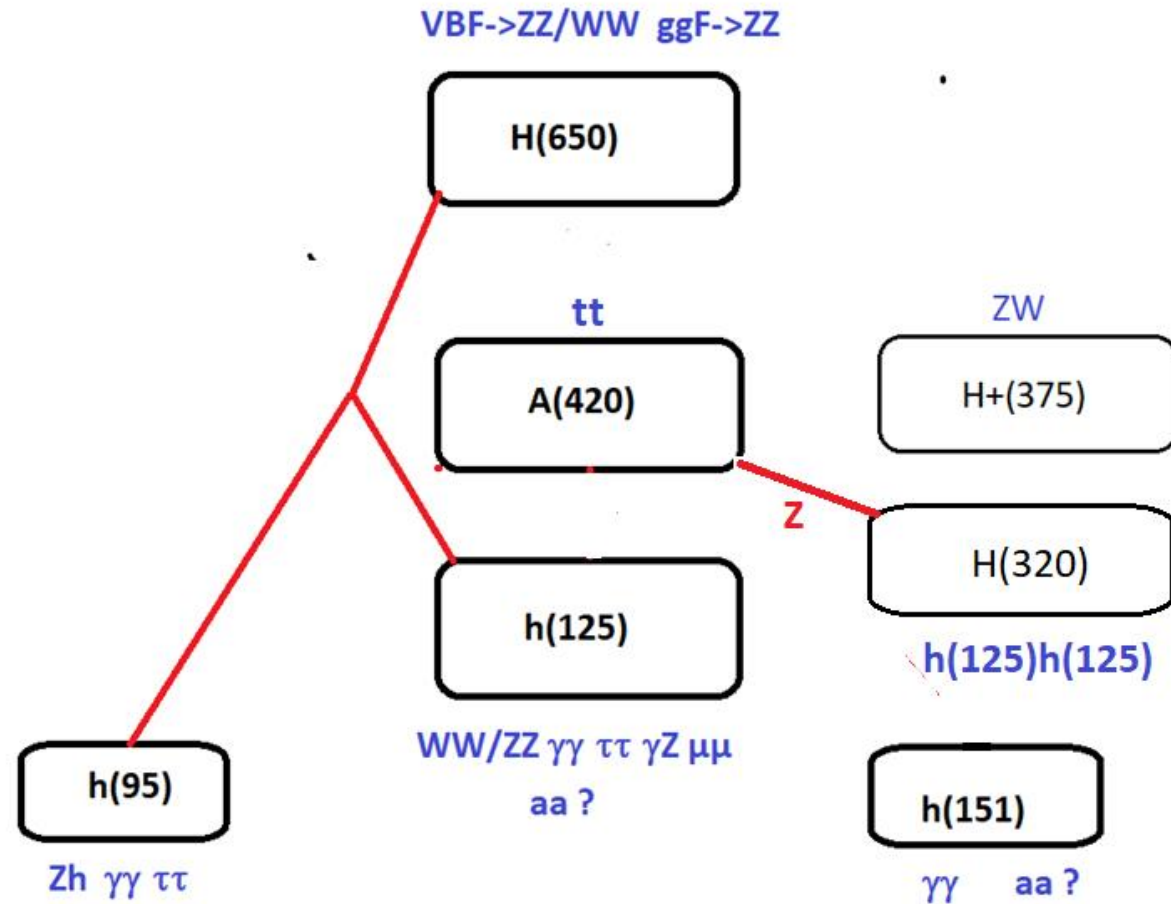 VBF->ZZ/WW ggF->ZZ
H(650)
tt
A(420)
ZW
H+(375)
Z
H(320)
h(125)h(125)
h(125)
WW/ZZ γγ ττ γZ μμ
aa ?
h(95)
Zh γγ ττ
h(151)
γγ aa ?